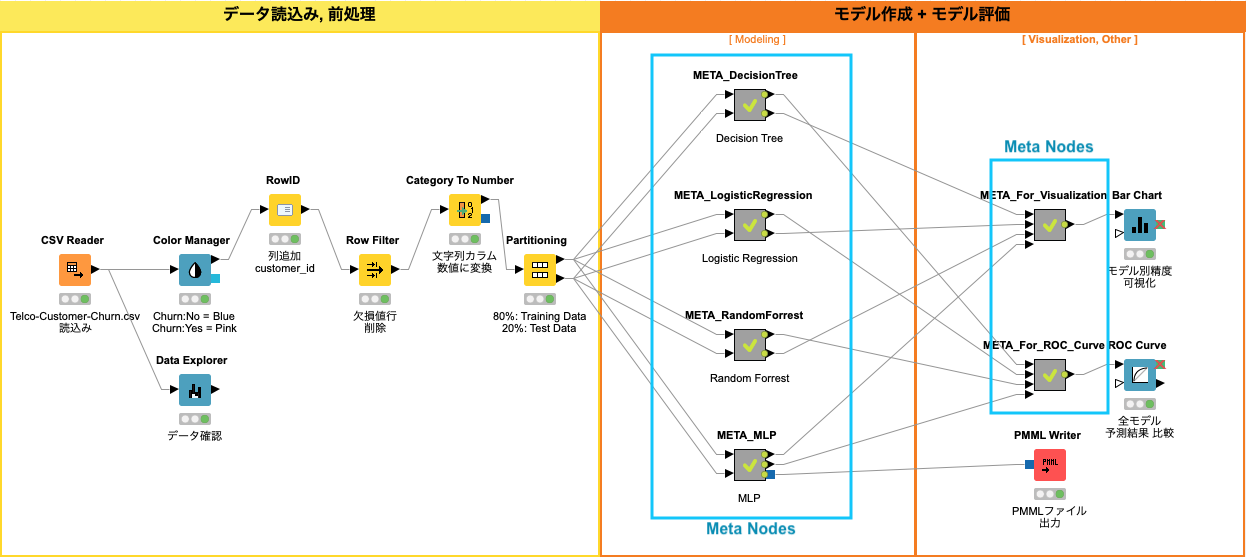 データ読込み, 前処理
モデル作成 + モデル評価
[ Modeling ]
[ Visualization, Other ]
CSV Reader
Telco-Customer-Churn.csv
読込み
Color Manager
Churn:No = Blue
Churn:Yes = Pink
Data Explorer
データ確認
RowID
列追加
customer_id
Row Filter
欠損値行
削除
Category To Number
文字列カラム
数値に変換
Partitioning
80%: Training Data
20%: Test Data
META_DecisionTree
Decision Tree
META_LogisticRegression
Logistic Regression
META_RandomForrest
Random Forrest
META_MLP
MLP
Meta Nodes
Meta Nodes
META_For_Visualization
Bar Chart
モデル別精度
可視化
META_For_ROC_Curve
ROC Curve
全モデル
予測結果 比較
PMML Writer
PMML
PMMLファイル
出力